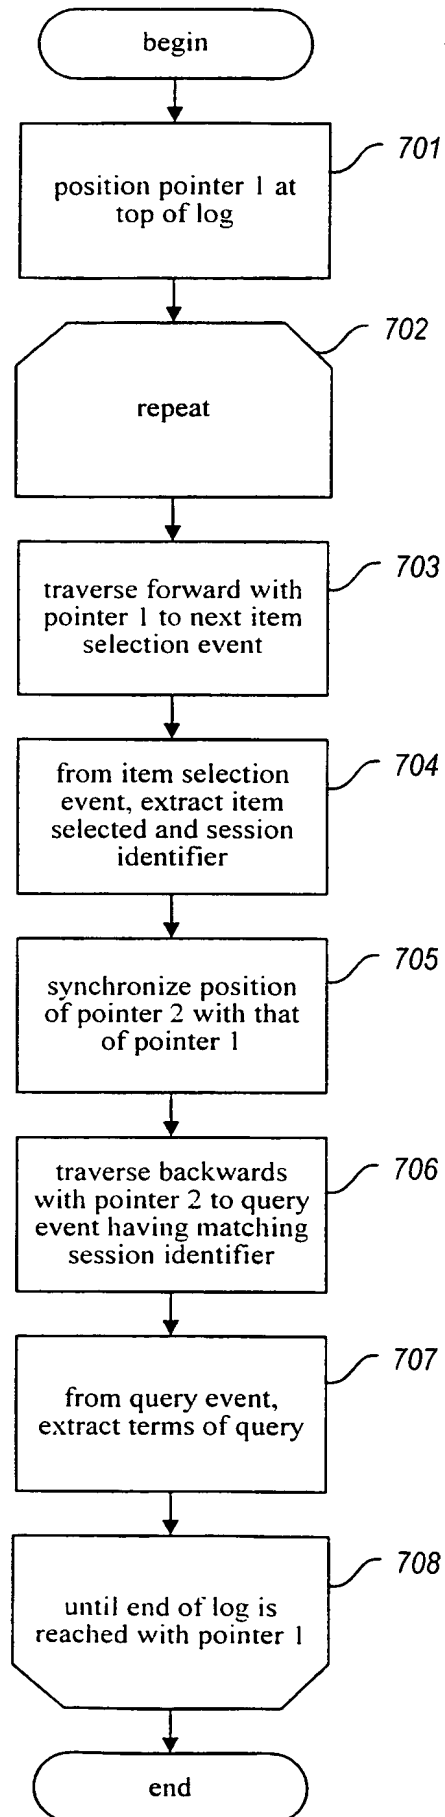 begin
701
position pointer 1 at
top of log
702
repeat
703
traverse forward with
pointer 1 to next item
selection event
704
from item selection
event, extract item
selected and session
identifier
705
synchronize position
of pointer 2 with that
of pointer 1
706
traverse backwards
with pointer 2 to query
event having matching
session identifier
707
from query event,
extract terms of query
708
until end of log is
reached with pointer 1
end